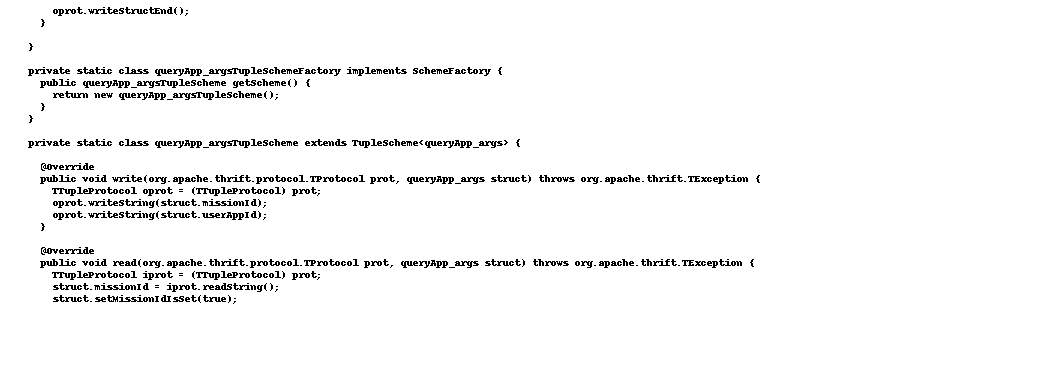 oprot.writeStructEnd();
}
}
private static class queryApp_argsTupleSchemeFactory implements SchemeFactory {
public queryApp_argsTupleScheme getScheme() {
return new queryApp_argsTupleScheme();
}
}
private static class queryApp_argsTupleScheme extends TupleScheme<queryApp_args> {
@Override
public void write(org.apache.thrift.protocol.TProtocol prot, queryApp_args struct) throws org.apache.thrift.TException {
TTupleProtocol oprot = (TTupleProtocol) prot;
oprot.writeString(struct.missionId);
oprot.writeString(struct.userAppId);
}
@Override
public void read(org.apache.thrift.protocol.TProtocol prot, queryApp_args struct) throws org.apache.thrift.TException {
TTupleProtocol iprot = (TTupleProtocol) prot;
struct.missionId = iprot.readString();
struct.setMissionIdIsSet(true);